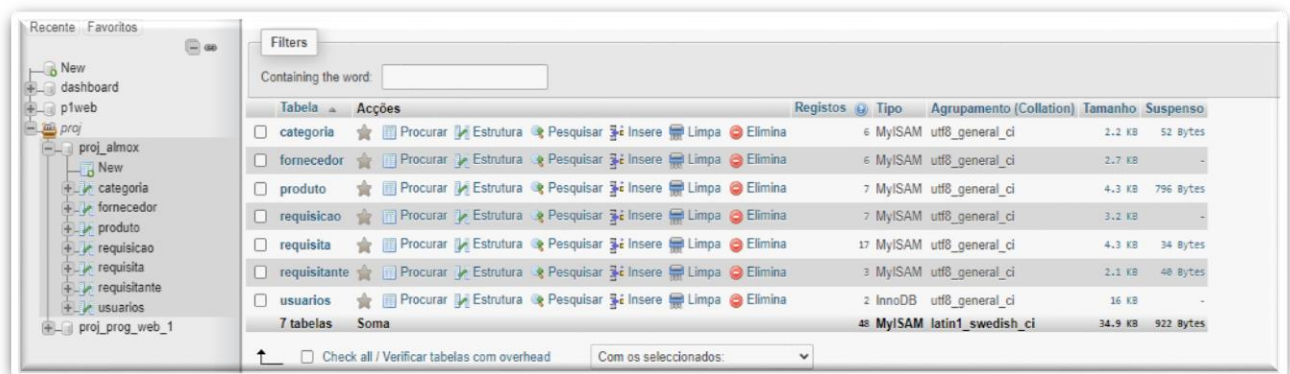 Recente Favoritos
New
dashboard
p1web
proj
proj_almox
New
categoria
fornecedor
produto
requisicao
requisita
requisitante
usuarios
proj_prog_web_1
Filters
Containing the word:
Tabela Acções Registos Tipo Agrupamento (Collation) Tamanho Suspenso
categoria Procurar Estrutura Pesquisar Insere Limpa Elimina 6 MyISAM utf8_general_ci 2.2 KB 52 Bytes
fornecedor Procurar Estrutura Pesquisar Insere Limpa Elimina 6 MyISAM utf8_general_ci 2.7 KB -
produto Procurar Estrutura Pesquisar Insere Limpa Elimina 7 MyISAM utf8_general_ci 4.3 KB 796 Bytes
requisicao Procurar Estrutura Pesquisar Insere Limpa Elimina 7 MyISAM utf8_general_ci 3.2 KB -
requisita Procurar Estrutura Pesquisar Insere Limpa Elimina 17 MyISAM utf8_general_ci 4.3 KB 34 Bytes
requisitante Procurar Estrutura Pesquisar Insere Limpa Elimina 3 MyISAM utf8_general_ci 2.1 KB 40 Bytes
usuarios Procurar Estrutura Pesquisar Insere Limpa Elimina 2 InnoDB utf8_general_ci 16 KB -
7 tabelas Soma 48 MyISAM latin1_swedish_ci 34.9 KB 922 Bytes
Check all / Verificar tabelas com overhead Com os seleccionados: